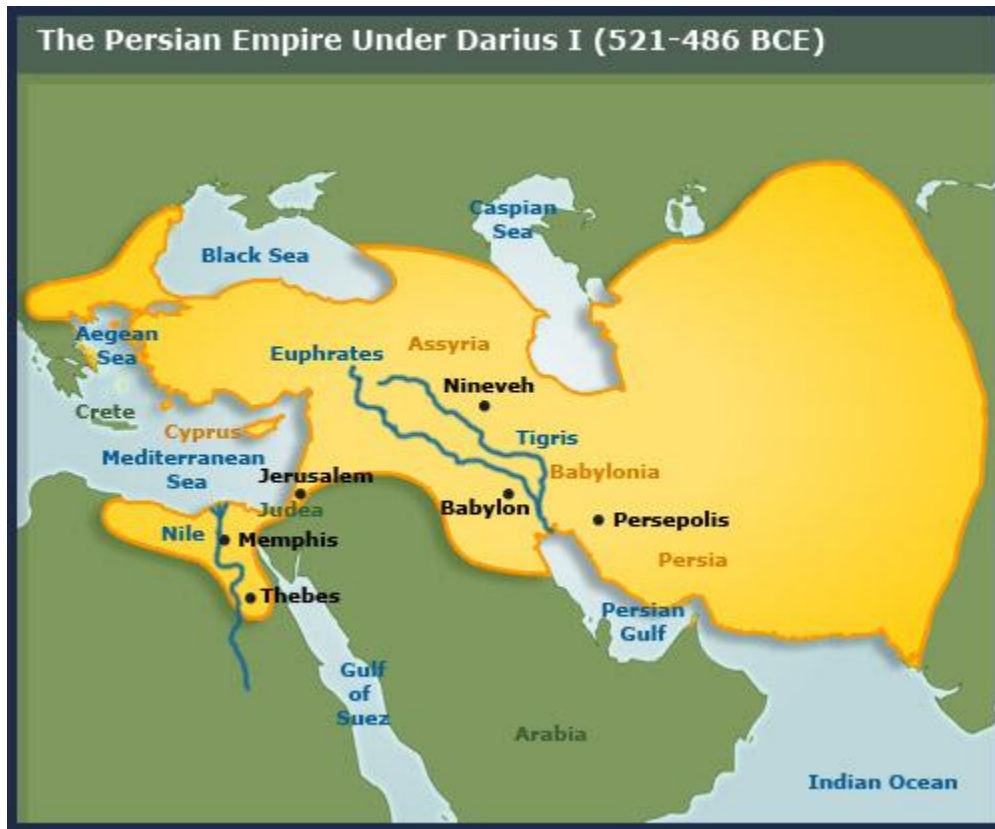 The Persian Empire Under Darius I (521-486 BCE)
Caspian
Sea
Black Sea
Aegean
Sea
Assyria
Euphrates
Nineveh
Crete
Cyprus
Tigris
Mediterranean
Sea
Babylonia
Jerusalem
Judea
Babylon
Persepolis
Nile
Memphis
Persia
Thebes
Persian
Gulf
Gulf
of
Suez
Arabia
Indian Ocean